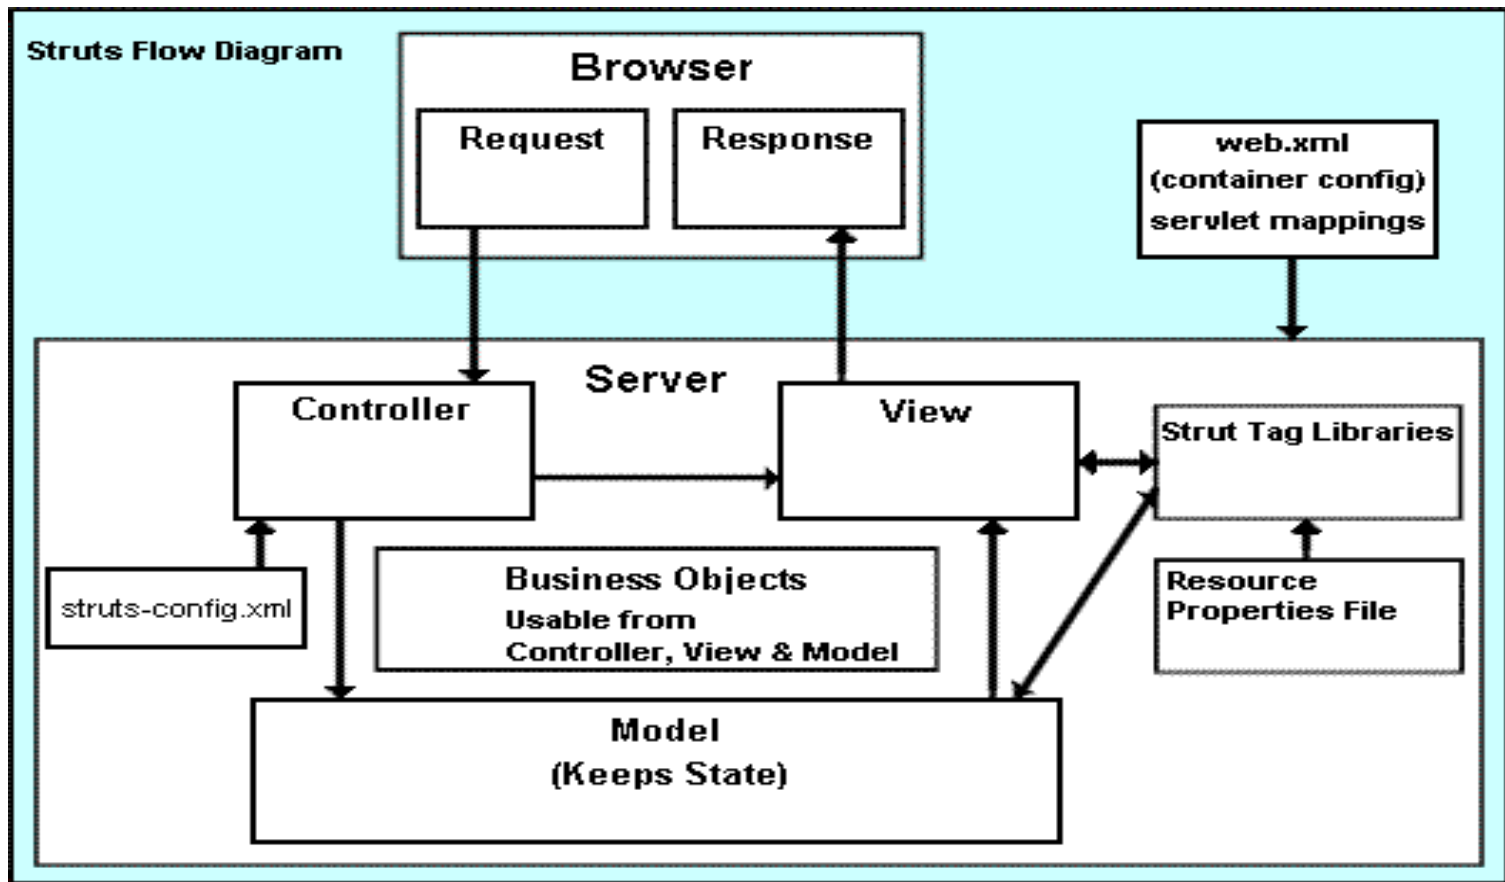 Struts Flow Diagram
Browser
Request
Response
web.xml
(container config)
servlet mappings
Server
Controller
View
Strut Tag Libraries
struts-config.xml
Business Objects
Usable from
Controller, View & Model
Resource
Properties File
Model
(Keeps State)